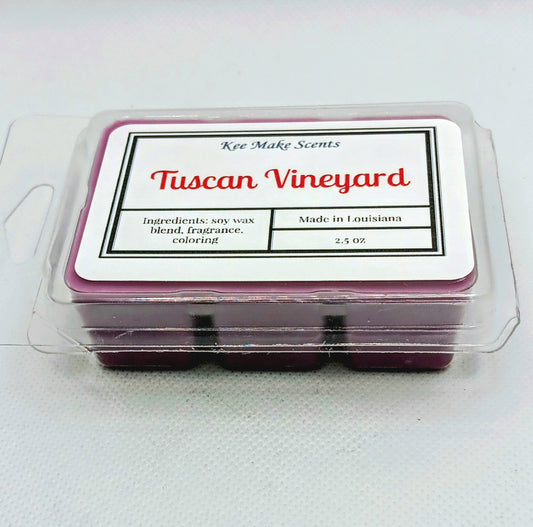 Kee Make Scents
Tuscan Vineyard
Ingredients: soy wax
blend, fragrance,
coloring
Made in Louisiana
2.5 oz